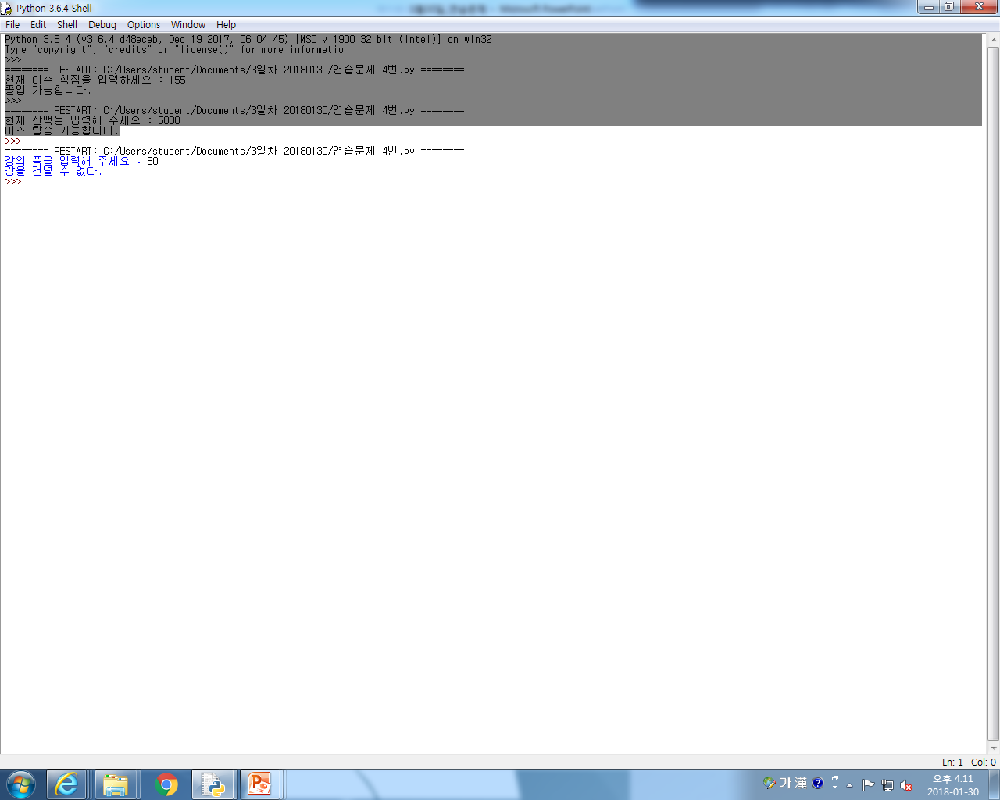 Python 3.6.4 Shell
Microsoft PowerPoint
File Edit Shell Debug Options Window Help
Python 3.6.4 (v3.6.4:d48eceb, Dec 19 2017, 06:04:45) [MSC v.1900 32 bit (Intel)] on win32
Type "copyright", "credits" or "license()" for more information.
>>>
======== RESTART: C:/Users/student/Documents/3일차 20180130/연습문제 4번.py ========
현재 이수 학점을 입력하세요 : 155
졸업 가능합니다.
>>>
======== RESTART: C:/Users/student/Documents/3일차 20180130/연습문제 4번.py ========
현재 잔액을 입력해 주세요 : 5000
버스 탑승 가능합니다.
>>>
======== RESTART: C:/Users/student/Documents/3일차 20180130/연습문제 4번.py ========
강의 폭을 입력해 주세요 : 50
강을 건널 수 없다.
>>>
Ln: 1 Col: 0
가 漢
오후 4:11
2018-01-30